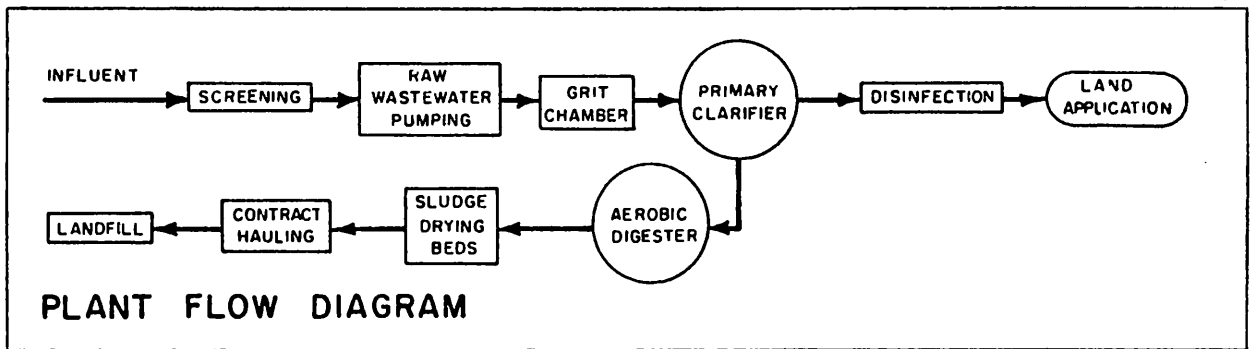 INFLUENT
SCREENING
RAW
WASTEWATER
PUMPING
GRIT
CHAMBER
PRIMARY
CLARIFIER
DISINFECTION
LAND
APPLICATION
LANDFILL
CONTRACT
HAULING
SLUDGE
DRYING
BEDS
AEROBIC
DIGESTER
PLANT FLOW DIAGRAM